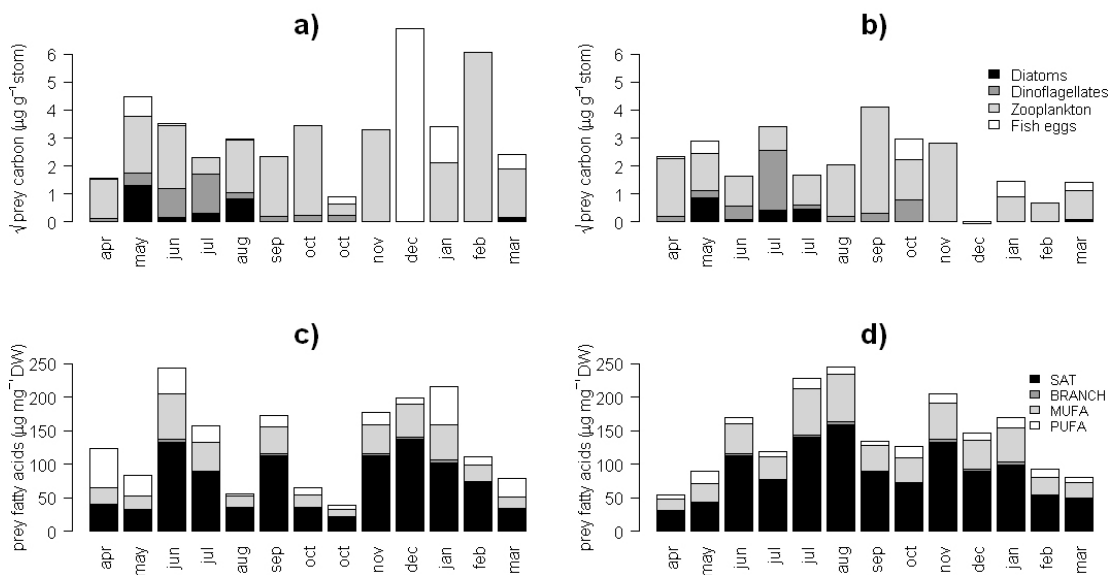 a)
√prey carbon (µg g⁻¹stom)
6
5
4
3
2
1
0
apr may jun jul aug sep oct oct nov dec jan feb mar
b)
√prey carbon (µg g⁻¹stom)
6
5
4
3
2
1
0
Diatoms
Dinoflagellates
Zooplankton
Fish eggs
apr may jun jul jul aug sep oct nov dec jan feb mar
c)
prey fatty acids (µg mg⁻¹DW)
250
200
150
100
50
0
apr may jun jul aug sep oct oct nov dec jan feb mar
d)
prey fatty acids (µg mg⁻¹DW)
250
200
150
100
50
0
SAT
BRANCH
MUFA
PUFA
apr may jun jul jul aug sep oct nov dec jan feb mar